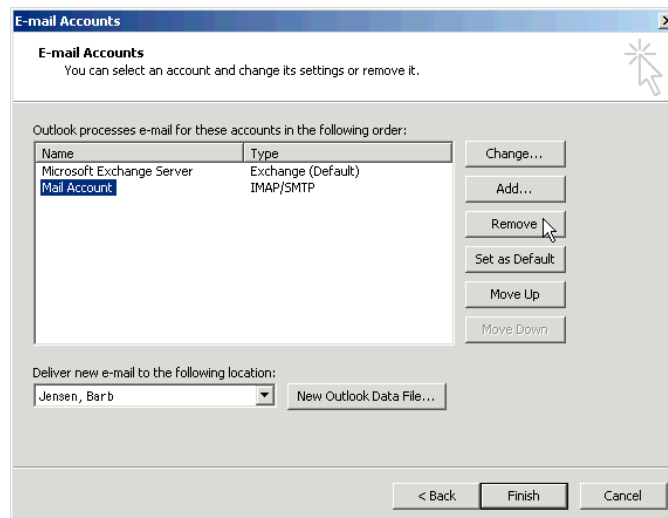 E-mail Accounts
E-mail Accounts
You can select an account and change its settings or remove it.
Outlook processes e-mail for these accounts in the following order:
Name Type
Microsoft Exchange Server Exchange (Default)
Mail Account IMAP/SMTP
Change...
Add...
Remove
Set as Default
Move Up
Move Down
Deliver new e-mail to the following location:
Jensen, Barb New Outlook Data File...
< Back Finish Cancel